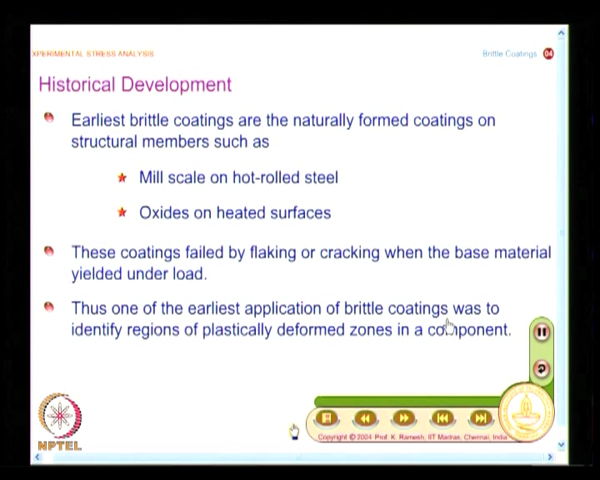 XPERIMENTAL STRESS ANALYSIS
Brittle Coatings 04
Historical Development
Earliest brittle coatings are the naturally formed coatings on
structural members such as
Mill scale on hot-rolled steel
Oxides on heated surfaces
These coatings failed by flaking or cracking when the base material
yielded under load.
Thus one of the earliest application of brittle coatings was to
identify regions of plastically deformed zones in a component.
NPTEL
Copyright © 2004 Prof. K. Ramesh, IIT Madras, Chennai, India